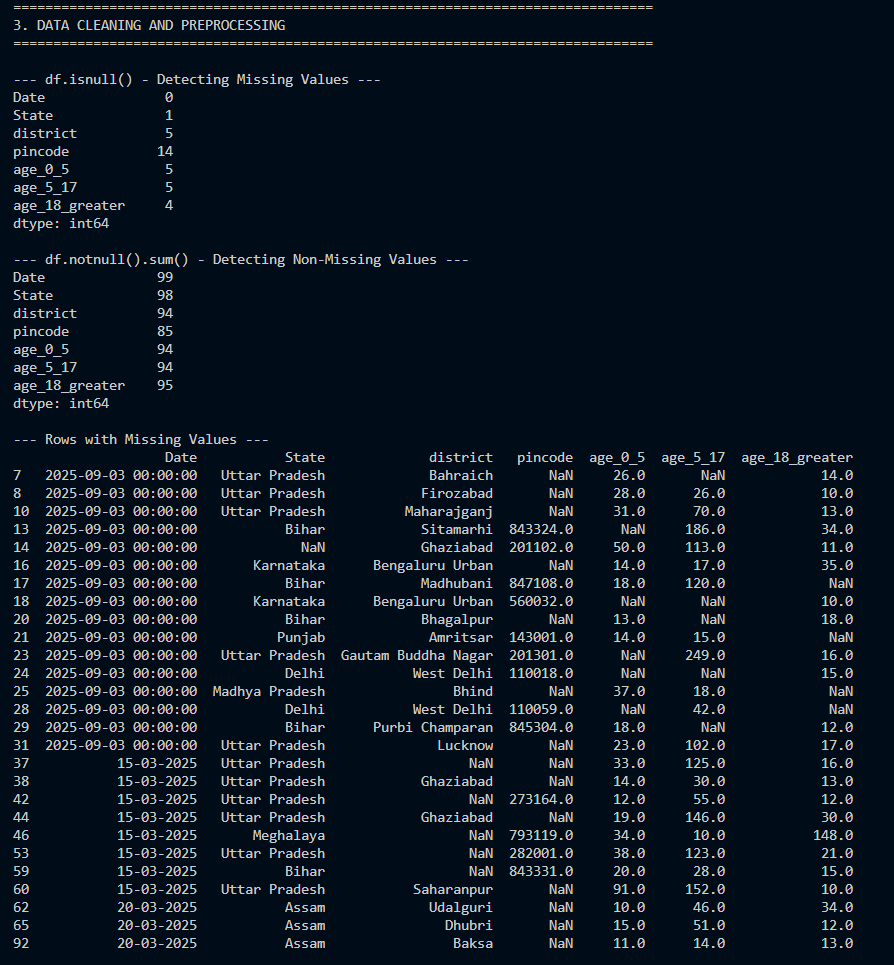 ================================================================================
3. DATA CLEANING AND PREPROCESSING
================================================================================
--- df.isnull() - Detecting Missing Values ---
Date 0
State 1
district 5
pincode 14
age_0_5 5
age_5_17 5
age_18_greater 4
dtype: int64
--- df.notnull().sum() - Detecting Non-Missing Values ---
Date 99
State 98
district 94
pincode 85
age_0_5 94
age_5_17 94
age_18_greater 95
dtype: int64
--- Rows with Missing Values ---
Date State district pincode age_0_5 age_5_17 age_18_greater
7 2025-09-03 00:00:00 Uttar Pradesh Bahraich NaN 26.0 NaN 14.0
8 2025-09-03 00:00:00 Uttar Pradesh Firozabad NaN 28.0 26.0 10.0
10 2025-09-03 00:00:00 Uttar Pradesh Maharajganj NaN 31.0 70.0 13.0
13 2025-09-03 00:00:00 Bihar Sitamarhi 843324.0 NaN 186.0 34.0
14 2025-09-03 00:00:00 NaN Ghaziabad 201102.0 50.0 113.0 11.0
16 2025-09-03 00:00:00 Karnataka Bengaluru Urban NaN 14.0 17.0 35.0
17 2025-09-03 00:00:00 Bihar Madhubani 847108.0 18.0 120.0 NaN
18 2025-09-03 00:00:00 Karnataka Bengaluru Urban 560032.0 NaN NaN 10.0
20 2025-09-03 00:00:00 Bihar Bhagalpur NaN 13.0 NaN 18.0
21 2025-09-03 00:00:00 Punjab Amritsar 143001.0 14.0 15.0 NaN
23 2025-09-03 00:00:00 Uttar Pradesh Gautam Buddha Nagar 201301.0 NaN 249.0 16.0
24 2025-09-03 00:00:00 Delhi West Delhi 110018.0 NaN NaN 15.0
25 2025-09-03 00:00:00 Madhya Pradesh Bhind NaN 37.0 18.0 NaN
28 2025-09-03 00:00:00 Delhi West Delhi 110059.0 NaN 42.0 NaN
29 2025-09-03 00:00:00 Bihar Purbi Champaran 845304.0 18.0 NaN 12.0
31 2025-09-03 00:00:00 Uttar Pradesh Lucknow NaN 23.0 102.0 17.0
37 15-03-2025 Uttar Pradesh NaN NaN 33.0 125.0 16.0
38 15-03-2025 Uttar Pradesh Ghaziabad NaN 14.0 30.0 13.0
42 15-03-2025 Uttar Pradesh NaN 273164.0 12.0 55.0 12.0
44 15-03-2025 Uttar Pradesh Ghaziabad NaN 19.0 146.0 30.0
46 15-03-2025 Meghalaya NaN 793119.0 34.0 10.0 148.0
53 15-03-2025 Uttar Pradesh NaN 282001.0 38.0 123.0 21.0
59 15-03-2025 Bihar NaN 843331.0 20.0 28.0 15.0
60 15-03-2025 Uttar Pradesh Saharanpur NaN 91.0 152.0 10.0
62 20-03-2025 Assam Udalguri NaN 10.0 46.0 34.0
65 20-03-2025 Assam Dhubri NaN 15.0 51.0 12.0
92 20-03-2025 Assam Baksa NaN 11.0 14.0 13.0